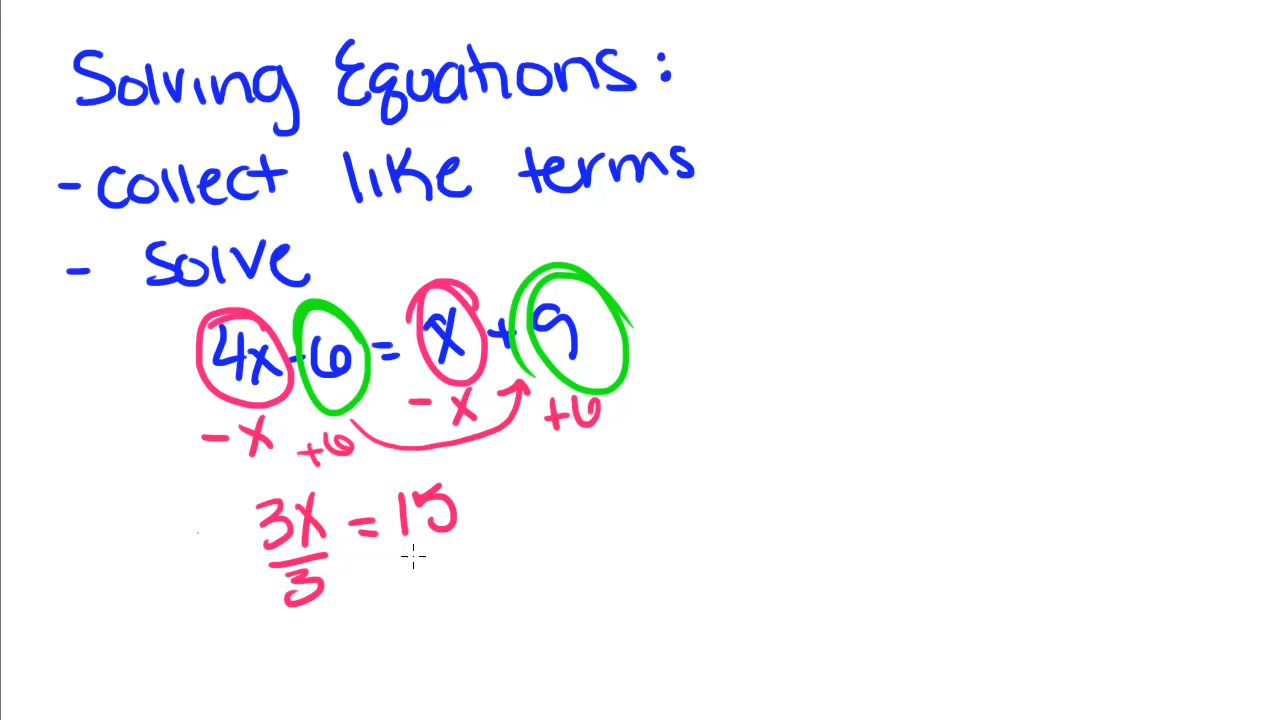 Solving Equations:
- collect like terms
- solve
4x - 6 = x + 9
- x +6 - x +6
3x = 15
3